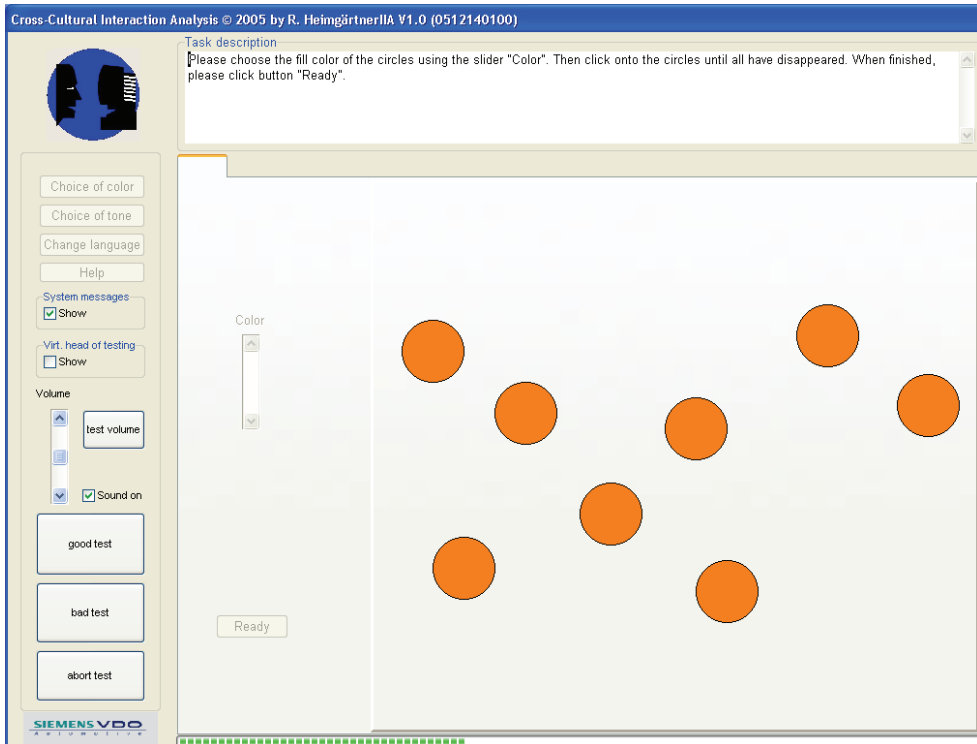 Cross-Cultural Interaction Analysis © 2005 by R. HeimgärtnerIIA V1.0 (0512140100)
Task description
Please choose the fill color of the circles using the slider "Color". Then click onto the circles until all have disappeared. When finished,
please click button "Ready".
Choice of color
Choice of tone
Change language
Help
System messages
Show
Virt. head of testing
Show
Volume
test volume
Sound on
good test
bad test
abort test
SIEMENS VDO
Automotive
Color
Ready